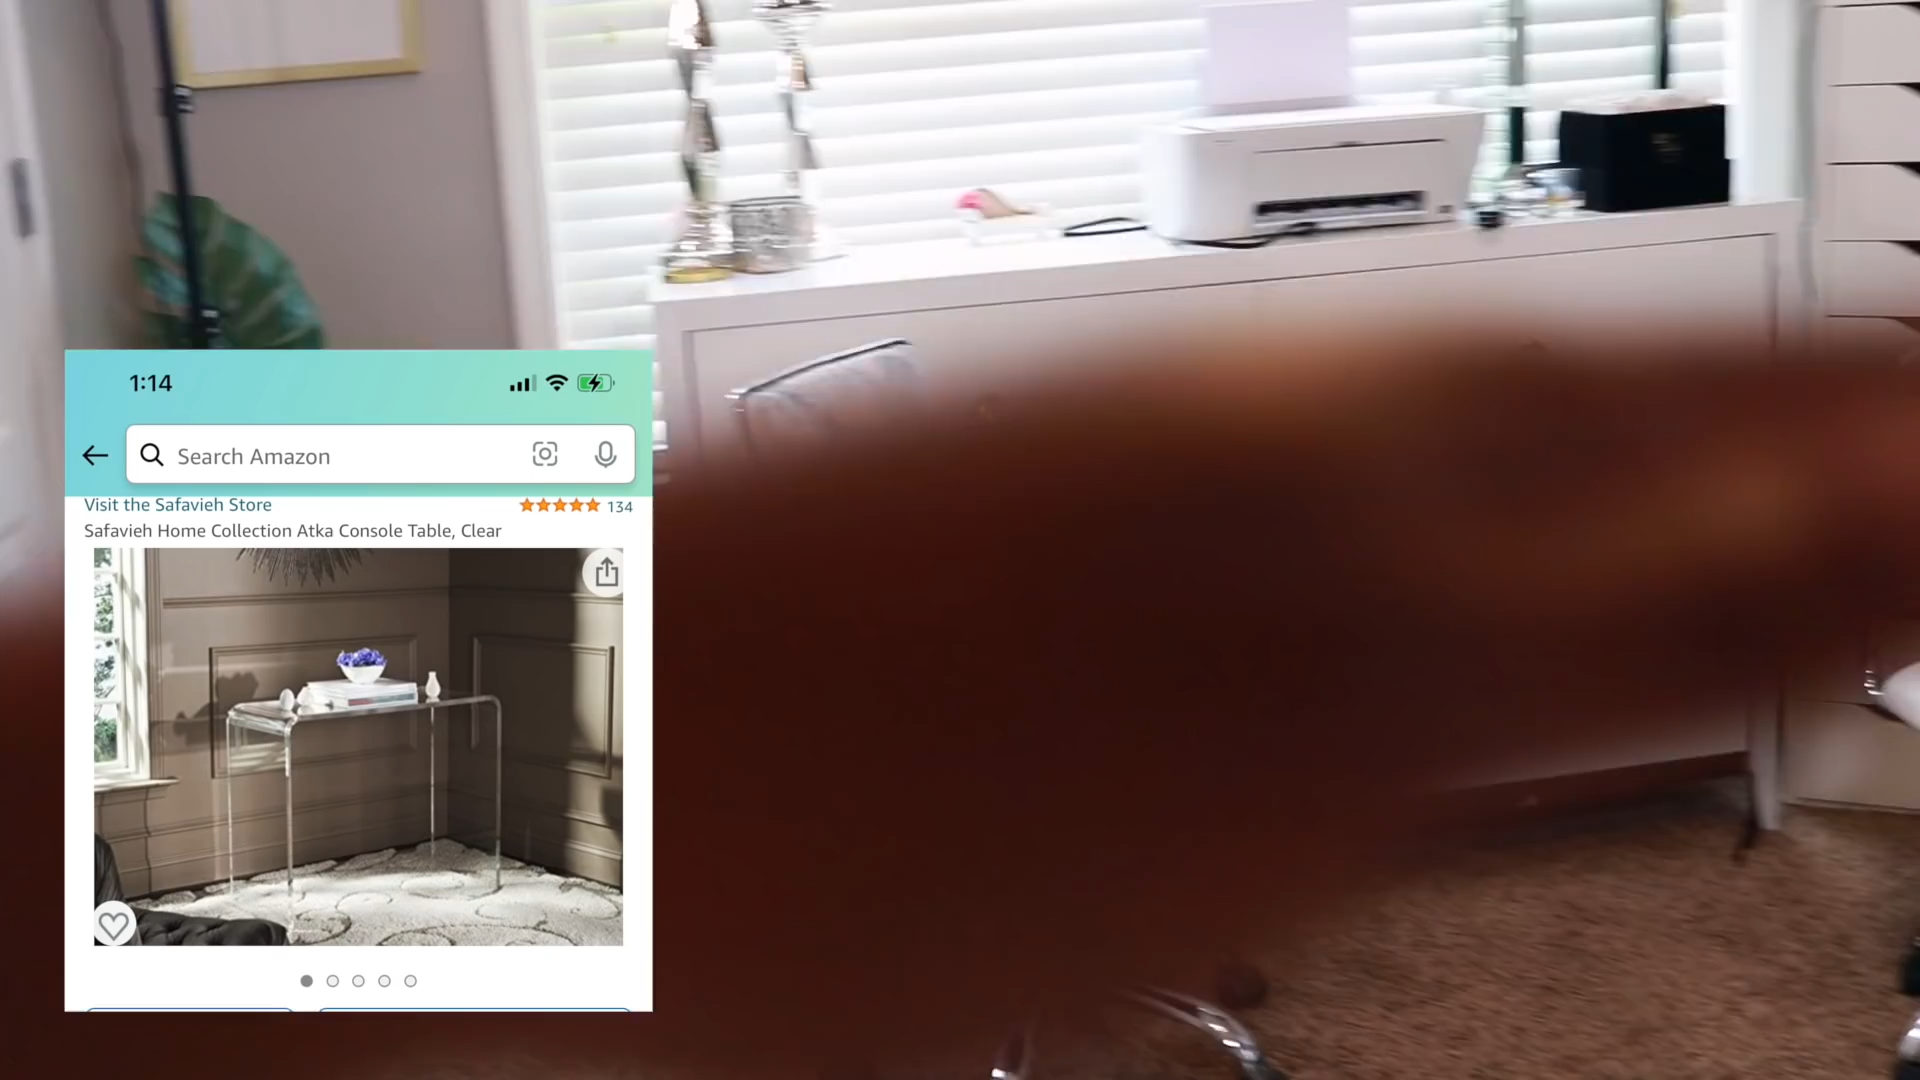 1:14
Search Amazon
Visit the Safavieh Store
134
Safavieh Home Collection Atka Console Table, Clear